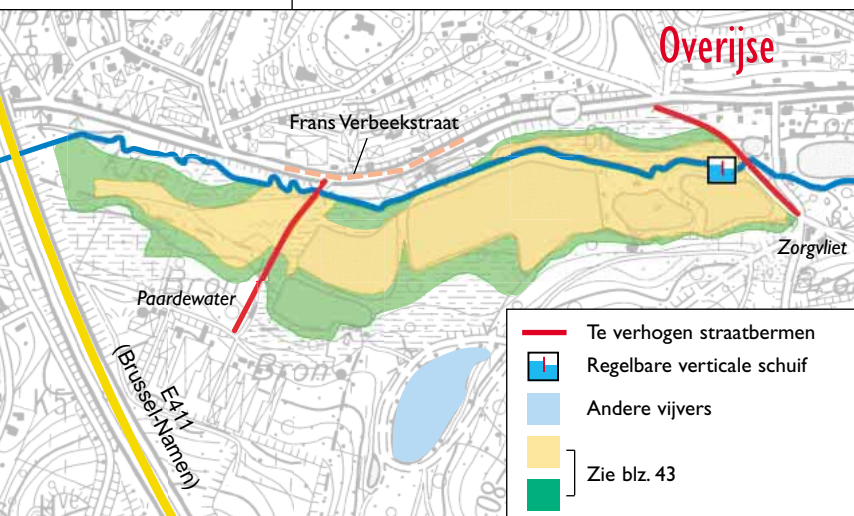 Overijse
Frans Verbeekstraat
Zorgvliet
Paardewater
Bron
E411
(Brussel-Namen)
Te verhogen straatbermen
Regelbare verticale schuif
Andere vijvers
Zie blz. 43